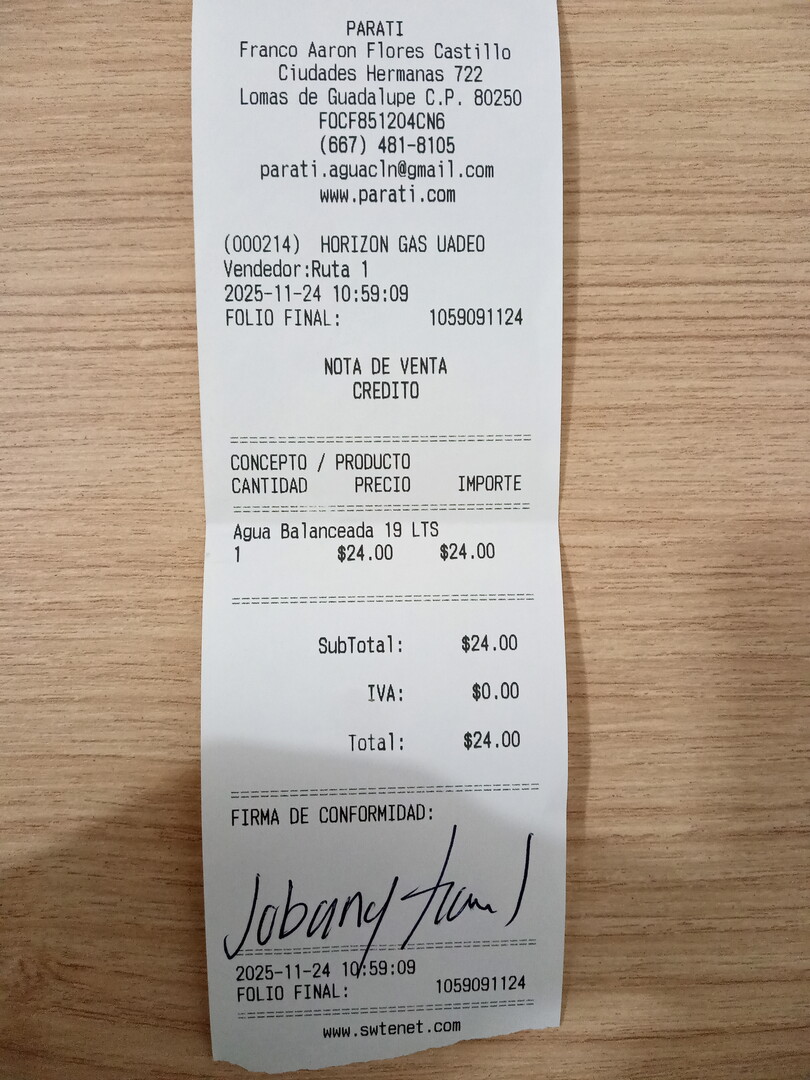 PARATI
Franco Aaron Flores Castillo
Ciudades Hermanas 722
Lomas de Guadalupe C.P. 80250
FOCF851204CN6
(667) 481-8105
parati.aguacln@gmail.com
www.parati.com
(000214) HORIZON GAS UADEO
Vendedor:Ruta 1
2025-11-24 10:59:09
FOLIO FINAL: 1059091124
NOTA DE VENTA
CREDITO
==============================
CONCEPTO / PRODUCTO
CANTIDAD PRECIO IMPORTE
==============================
Agua Balanceada 19 LTS
1 $24.00 $24.00
==============================
SubTotal: $24.00
IVA: $0.00
Total: $24.00
==============================
FIRMA DE CONFORMIDAD:
Jobany
==============================
2025-11-24 10:59:09
FOLIO FINAL: 1059091124
==============================
www.swtenet.com